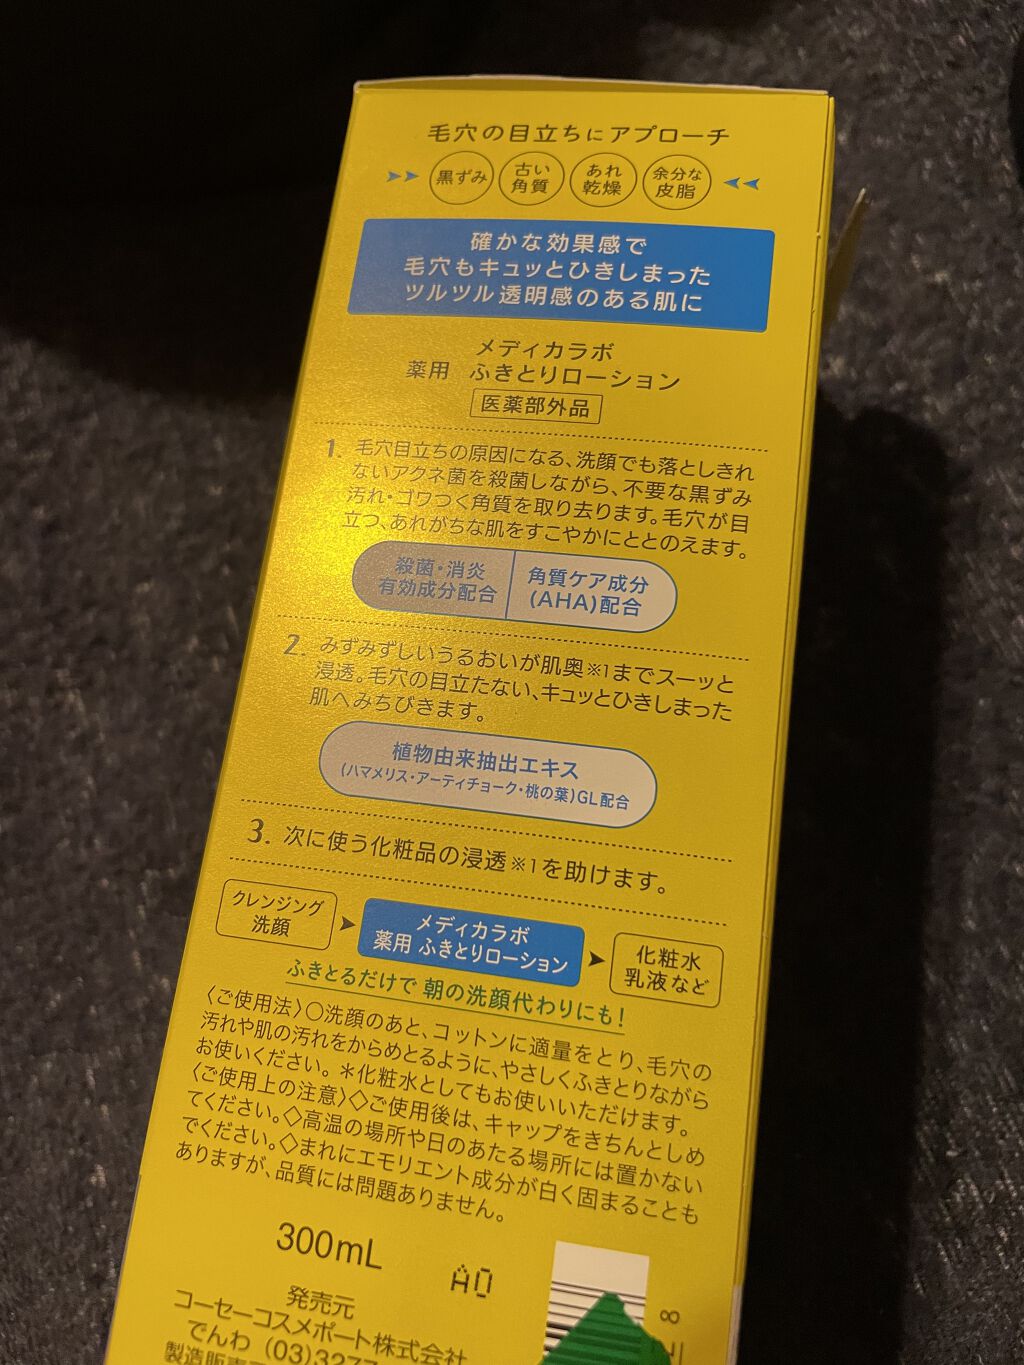 毛穴の目立ちにアプローチ
黒ずみ
古い
角質
あれ
乾燥
余分な
皮脂
確かな効果感で
毛穴もキュッとひきしまった
ツルツル透明感のある肌に
メディカラボ
薬用 ふきとりローション
医薬部外品
1. 毛穴目立ちの原因になる、洗顔でも落としきれ
ないアクネ菌を殺菌しながら、不要な黒ずみ
汚れ・ゴワつく角質を取り去ります。毛穴が目
立つ、あれがちな肌をすこやかにととのえます。
殺菌・消炎
有効成分配合
角質ケア成分
(AHA)配合
2. みずみずしいうるおいが肌奥※1までスーッと
浸透。毛穴の目立たない、キュッとひきしまった
肌へみちびきます。
植物由来抽出エキス
(ハマメリス・アーティチョーク・桃の葉)GL配合
3. 次に使う化粧品の浸透※1を助けます。
クレンジング
洗顔
メディカラボ
薬用 ふきとりローション
化粧水
乳液など
ふきとるだけで 朝の洗顔代わりにも!
〈ご使用法〉○洗顔のあと、コットンに適量をとり、毛穴の
汚れや肌の汚れをからめとるように、やさしくふきとりながら
お使いください。＊化粧水としてもお使いいただけます。
〈ご使用上の注意〉◇ご使用後は、キャップをきちんとしめ
てください。◇高温の場所や日のあたる場所には置かない
でください。◇まれにエモリエント成分が白く固まることも
ありますが、品質には問題ありません。
300mL
A0
発売元
コーセーコスメポート株式会社
でんわ (03)3277
製造販売
8